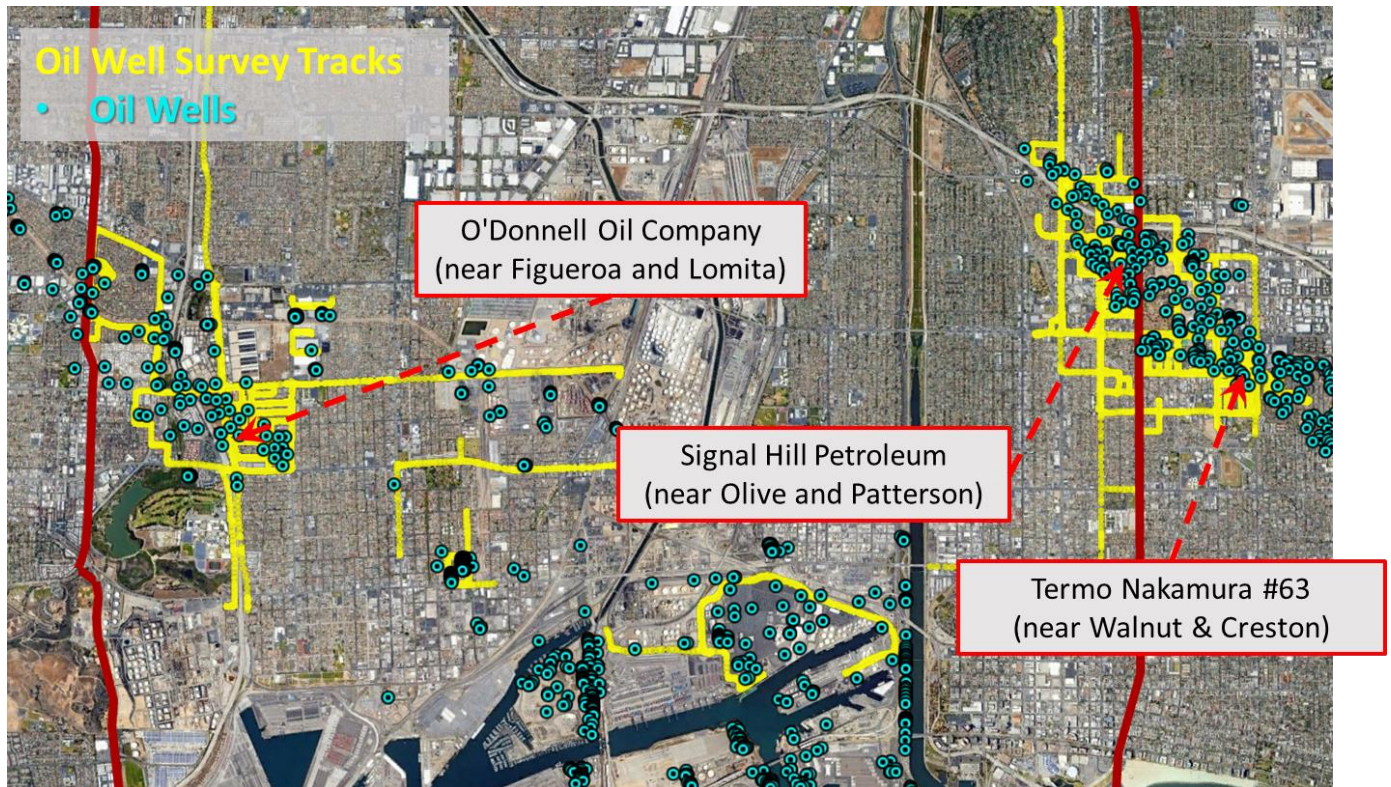 Oil Well Survey Tracks
• Oil Wells
O'Donnell Oil Company
(near Figueroa and Lomita)
Signal Hill Petroleum
(near Olive and Patterson)
Termo Nakamura #63
(near Walnut & Creston)